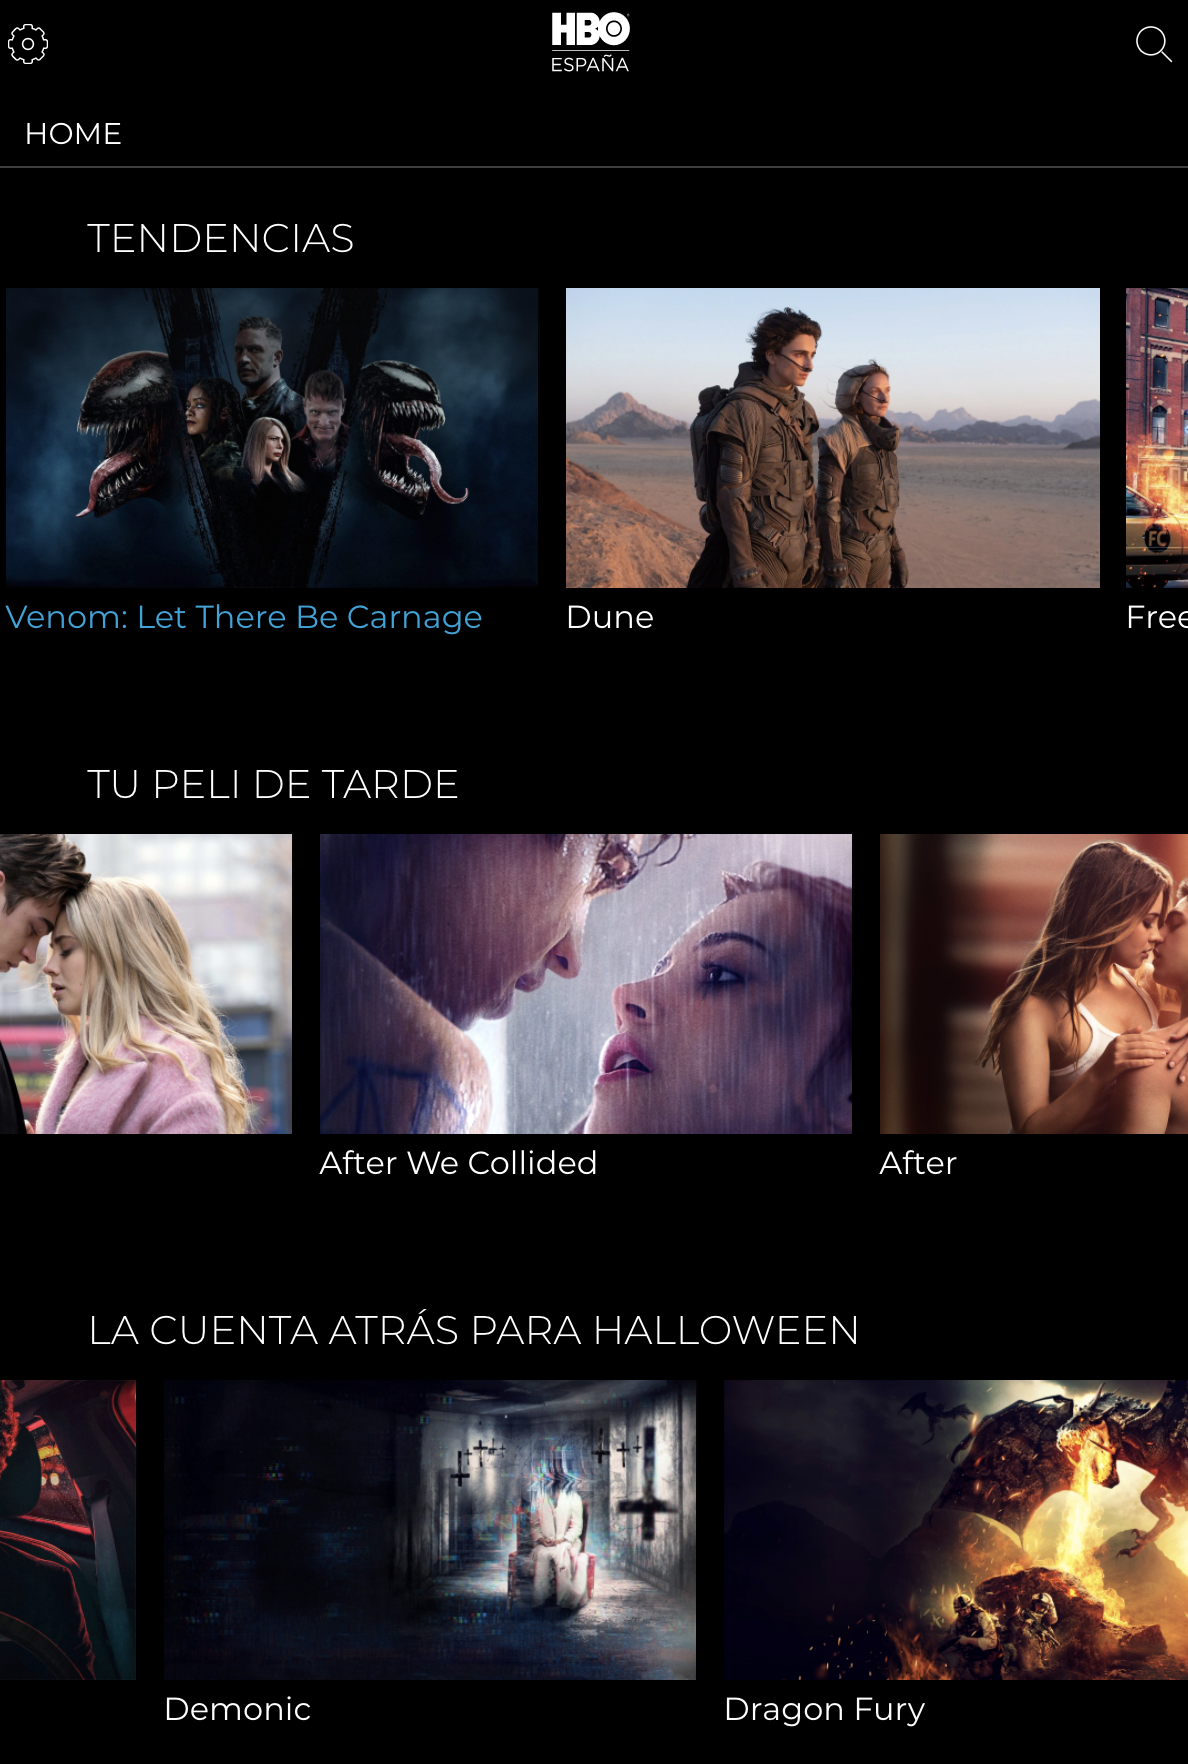 HBO
ESPAÑA
HOME
TENDENCIAS
FC
Venom: Let There Be Carnage
Dune
Free
TU PELI DE TARDE
After We Collided
After
LA CUENTA ATRÁS PARA HALLOWEEN
Demonic
Dragon Fury